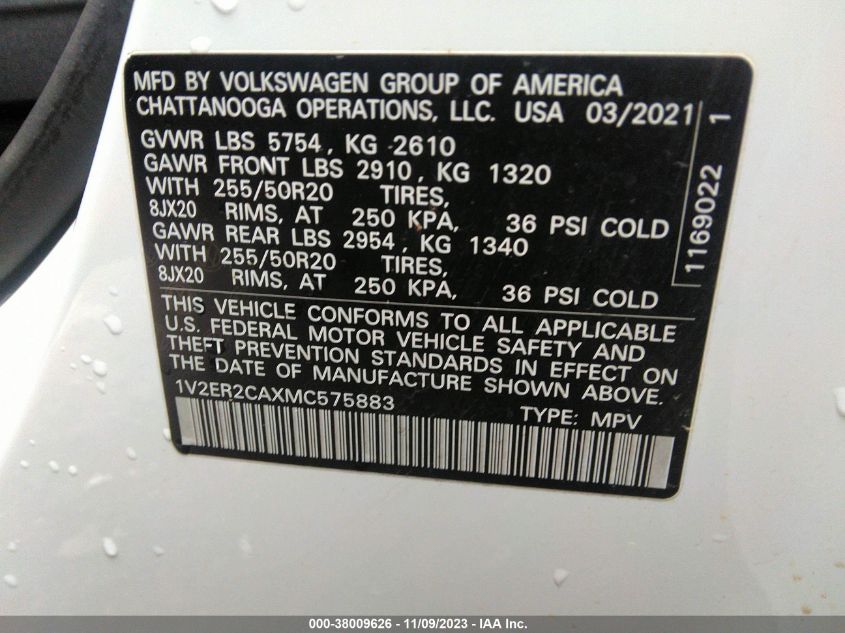 MFD BY VOLKSWAGEN GROUP OF AMERICA
CHATTANOOGA OPERATIONS, LLC. USA 03/2021
GVWR LBS 5754, KG 2610
GAWR FRONT LBS 2910, KG 1320
WITH 255/50R20 TIRES,
8JX20 RIMS, AT 250 KPA, 36 PSI COLD
GAWR REAR LBS 2954, KG 1340
WITH 255/50R20 TIRES,
8JX20 RIMS, AT 250 KPA, 36 PSI COLD
1169022 1
THIS VEHICLE CONFORMS TO ALL APPLICABLE
U.S. FEDERAL MOTOR VEHICLE SAFETY AND
THEFT PREVENTION STANDARDS IN EFFECT ON
THE DATE OF MANUFACTURE SHOWN ABOVE.
1V2ER2CAXMC575883 TYPE: MPV
000-38009626 - 11/09/2023 - IAA Inc.